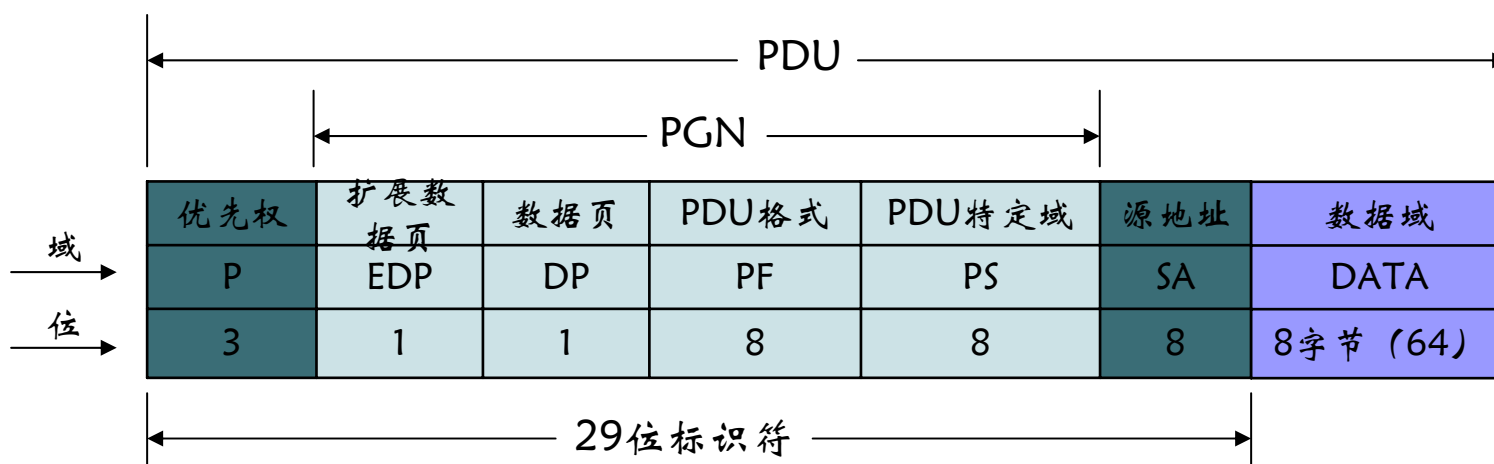 PDU
PGN
优先权 扩展数据页 数据页 PDU格式 PDU特定域 源地址 数据域
域 P EDP DP PF PS SA DATA
位 3 1 1 8 8 8 8字节（64）
29位标识符